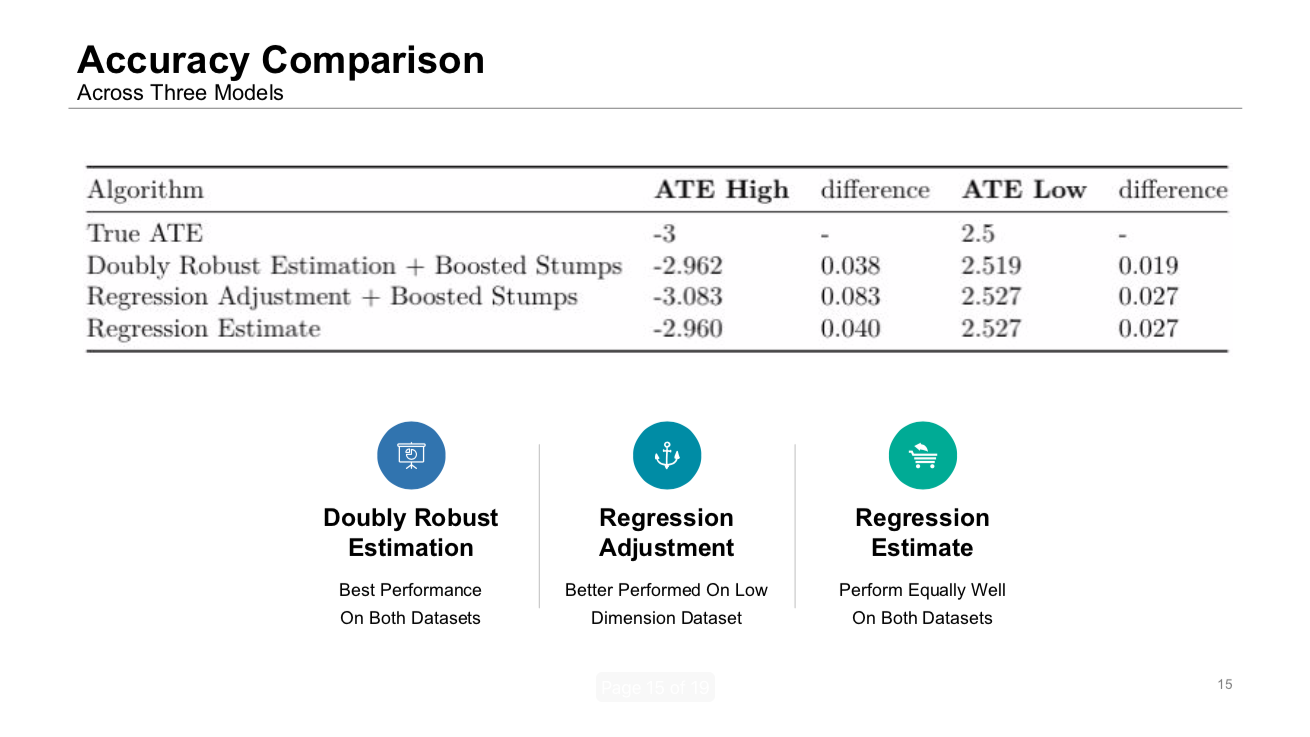 Accuracy Comparison
Across Three Models
Algorithm ATE High difference ATE Low difference
True ATE -3 - 2.5 -
Doubly Robust Estimation + Boosted Stumps -2.962 0.038 2.519 0.019
Regression Adjustment + Boosted Stumps -3.083 0.083 2.527 0.027
Regression Estimate -2.960 0.040 2.527 0.027
Doubly Robust
Estimation
Best Performance
On Both Datasets
Regression
Adjustment
Better Performed On Low
Dimension Dataset
Regression
Estimate
Perform Equally Well
On Both Datasets
Page 15 of 19
15